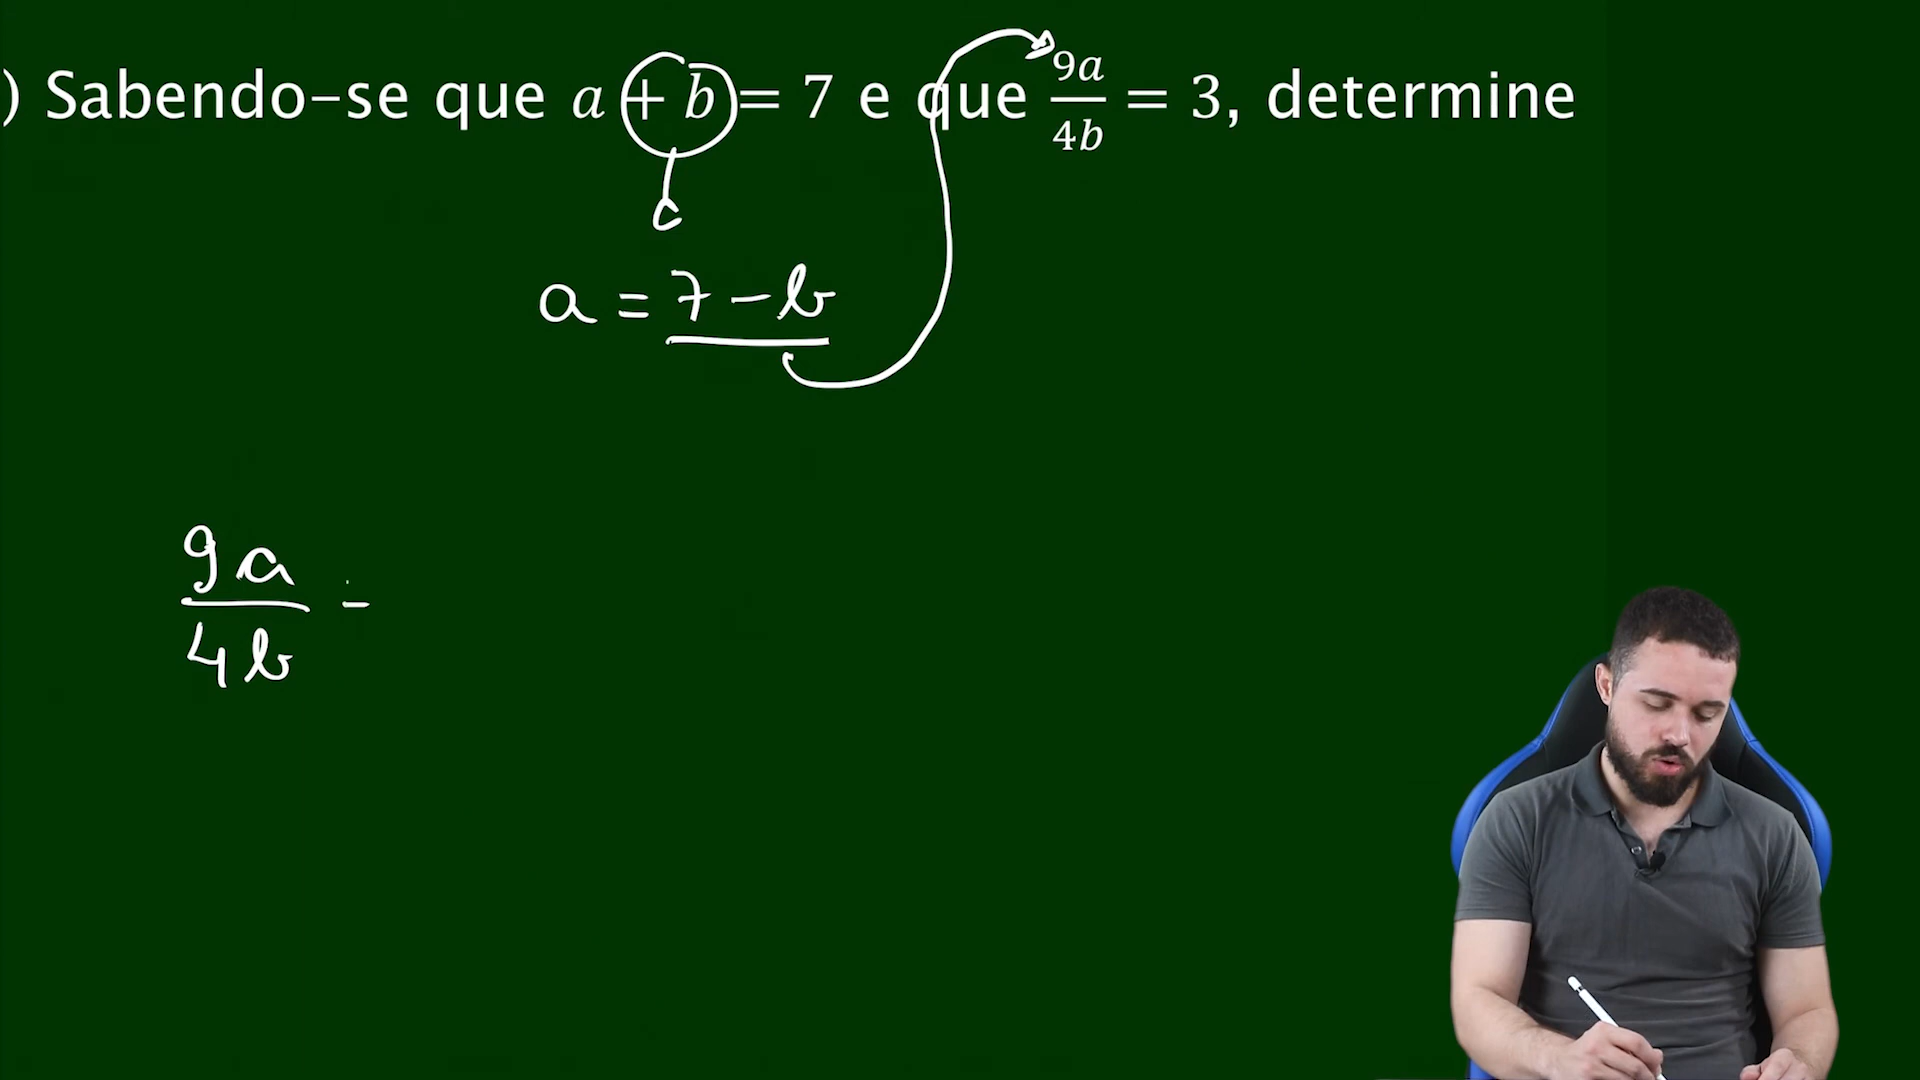 ) Sabendo-se que a + b = 7 e que 9a/4b = 3, determine
c
a = 7 - b
9a/4b -